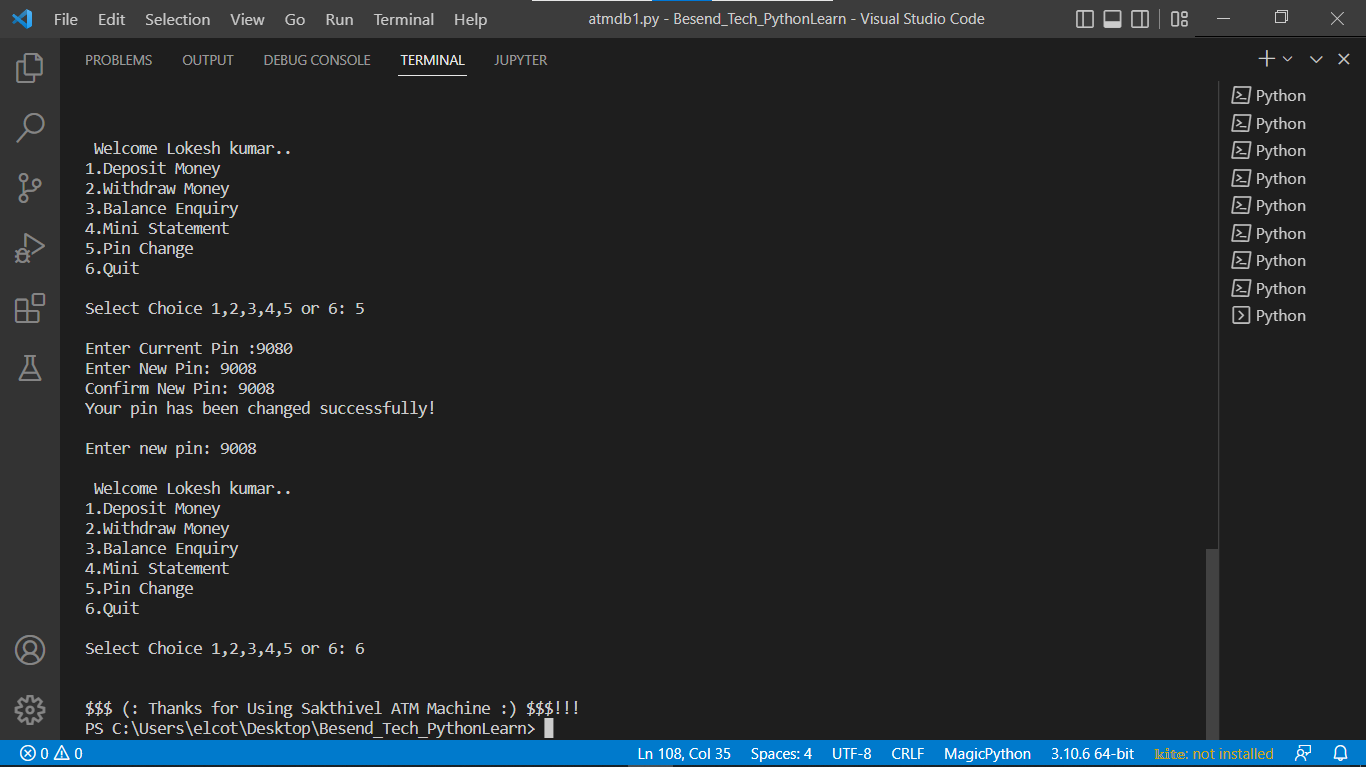 File Edit Selection View Go Run Terminal Help atmdb1.py - Besend_Tech_PythonLearn - Visual Studio Code
PROBLEMS OUTPUT DEBUG CONSOLE TERMINAL JUPYTER
Welcome Lokesh kumar..
1.Deposit Money
2.Withdraw Money
3.Balance Enquiry
4.Mini Statement
5.Pin Change
6.Quit
Select Choice 1,2,3,4,5 or 6: 5
Enter Current Pin :9080
Enter New Pin: 9008
Confirm New Pin: 9008
Your pin has been changed successfully!
Enter new pin: 9008
Welcome Lokesh kumar..
1.Deposit Money
2.Withdraw Money
3.Balance Enquiry
4.Mini Statement
5.Pin Change
6.Quit
Select Choice 1,2,3,4,5 or 6: 6
$$$ (: Thanks for Using Sakthivel ATM Machine :) $$$!!!
PS C:\Users\elcot\Desktop\Besend_Tech_PythonLearn>
Python
Python
Python
Python
Python
Python
Python
Python
Python
0 0 Ln 108, Col 35 Spaces: 4 UTF-8 CRLF MagicPython 3.10.6 64-bit kite: not installed